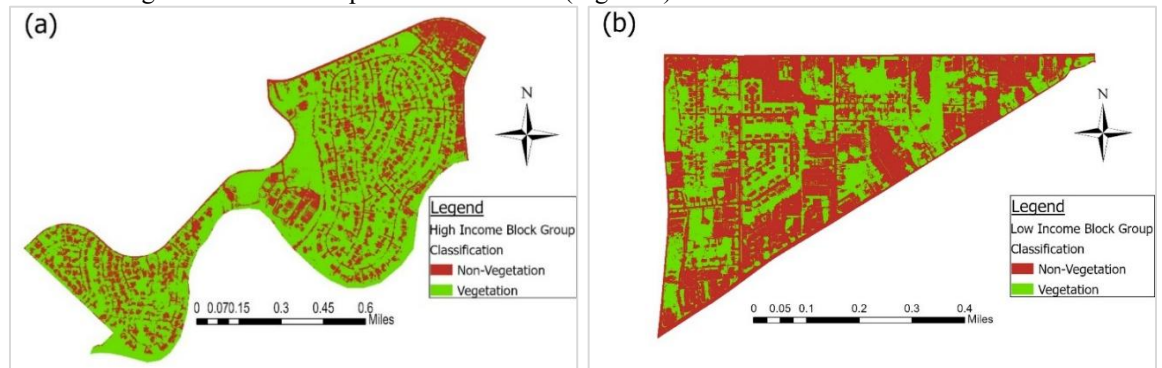 (a)
N
Legend
High Income Block Group
Classification
Non-Vegetation
Vegetation
0 0.070.15 0.3 0.45 0.6
Miles
(b)
N
Legend
Low Income Block Group
Classification
Non-Vegetation
Vegetation
0 0.05 0.1 0.2 0.3 0.4
Miles